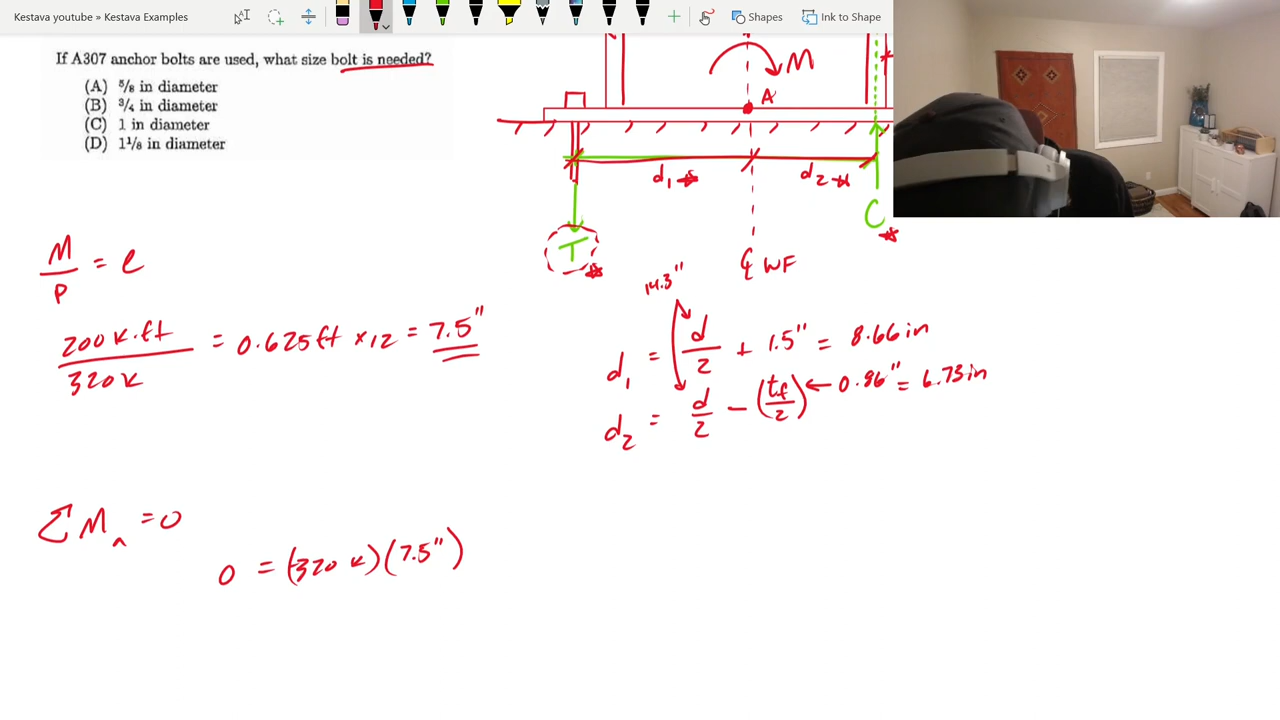 Kestava youtube » Kestava Examples
Shapes
Ink to Shape
If A307 anchor bolts are used, what size bolt is needed?
(A) 5/8 in diameter
(B) 3/4 in diameter
(C) 1 in diameter
(D) 1 1/8 in diameter
M
A
d1
d2
T
C
℄ WF
M/P = e
200 k·ft / 320 k = 0.625 ft × 12 = 7.5"
14.3"
d1 = d/2 + 1.5" = 8.66 in
d2 = d/2 - (tf/2) ← 0.86" = 6.73 in
ΣMA = 0
0 = (320 k)(7.5")